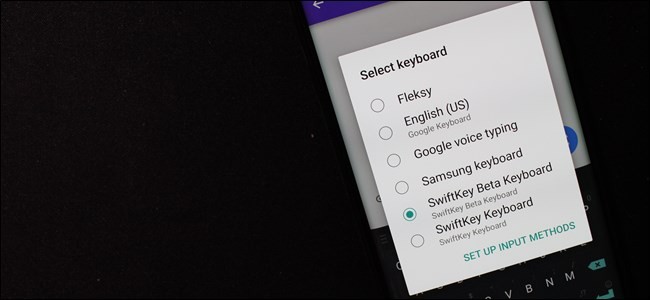 Select keyboard
Fleksy
English (US)
Google Keyboard
Google voice typing
Samsung keyboard
SwiftKey Beta Keyboard
SwiftKey Beta Keyboard
SwiftKey Keyboard
SwiftKey Keyboard
SET UP INPUT METHODS
V B N M